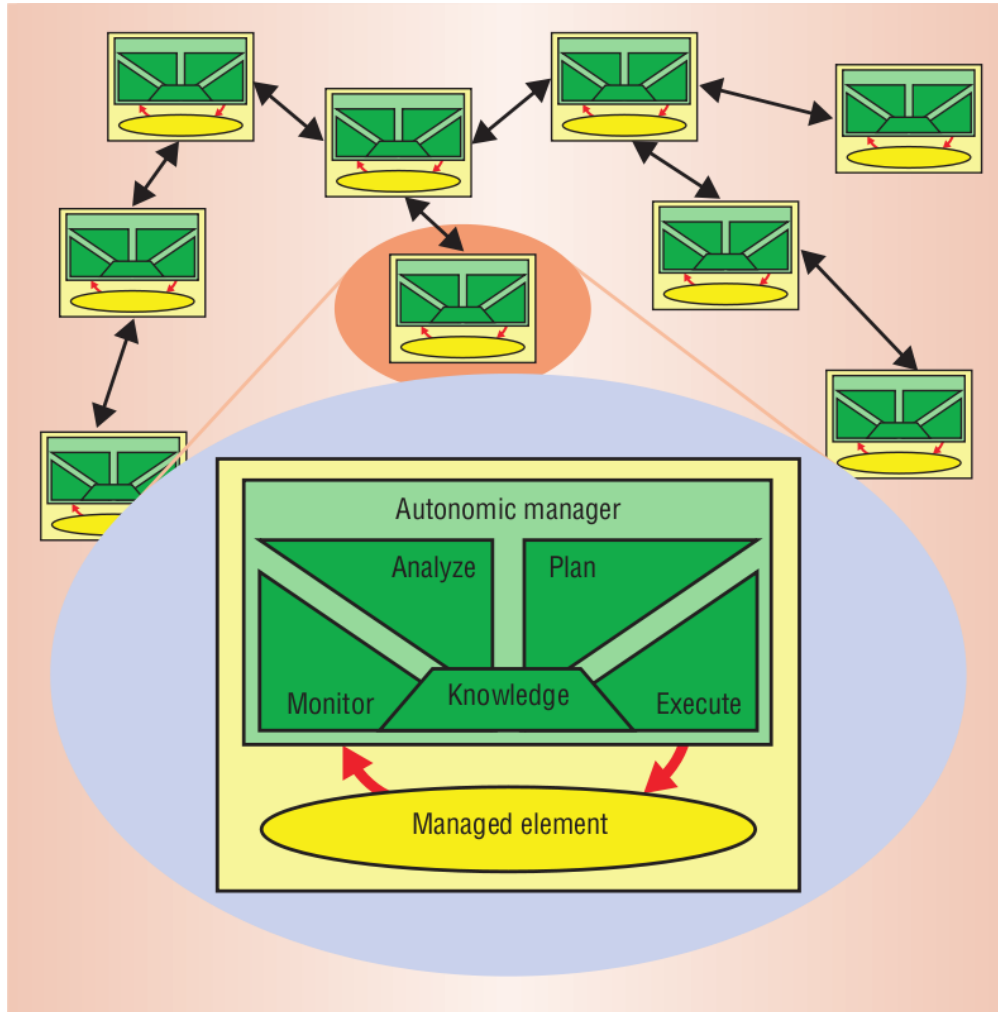 Autonomic manager
Analyze
Plan
Monitor
Knowledge
Execute
Managed element